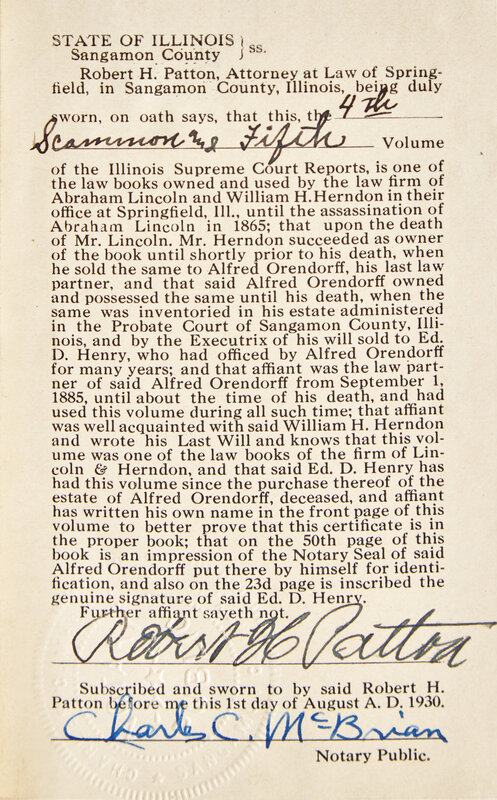 STATE OF ILLINOIS } ss.
Sangamon County
Robert H. Patton, Attorney at Law of Spring-
field, in Sangamon County, Illinois, being duly
sworn, on oath says, that this, the 4th
Scammon and Fifth Volume
of the Illinois Supreme Court Reports, is one of
the law books owned and used by the law firm of
Abraham Lincoln and William H. Herndon in their
office at Springfield, Ill., until the assassination of
Abraham Lincoln in 1865; that upon the death
of Mr. Lincoln. Mr. Herndon succeeded as owner
of the book until shortly prior to his death, when
he sold the same to Alfred Orendorff, his last law
partner, and that said Alfred Orendorff owned
and possessed the same until his death, when the
same was inventoried in his estate administered
in the Probate Court of Sangamon County, Illi-
nois, and by the Executrix of his will sold to Ed.
D. Henry, who had officed by Alfred Orendorff
for many years; and that affiant was the law part-
ner of said Alfred Orendorff from September 1,
1885, until about the time of his death, and had
used this volume during all such time; that affiant
was well acquainted with said William H. Herndon
and wrote his Last Will and knows that this vol-
ume was one of the law books of the firm of Lin-
coln & Herndon, and that said Ed. D. Henry has
had this volume since the purchase thereof of the
estate of Alfred Orendorff, deceased, and affiant
has written his own name in the front page of this
volume to better prove that this certificate is in
the proper book; that on the 50th page of this
book is an impression of the Notary Seal of said
Alfred Orendorff put there by himself for identi-
fication, and also on the 23d page is inscribed the
genuine signature of said Ed. D. Henry.
Further affiant sayeth not.
Robert H Patton
Subscribed and sworn to by said Robert H.
Patton before me this 1st day of August A. D. 1930.
Charles C. McBrian
Notary Public.